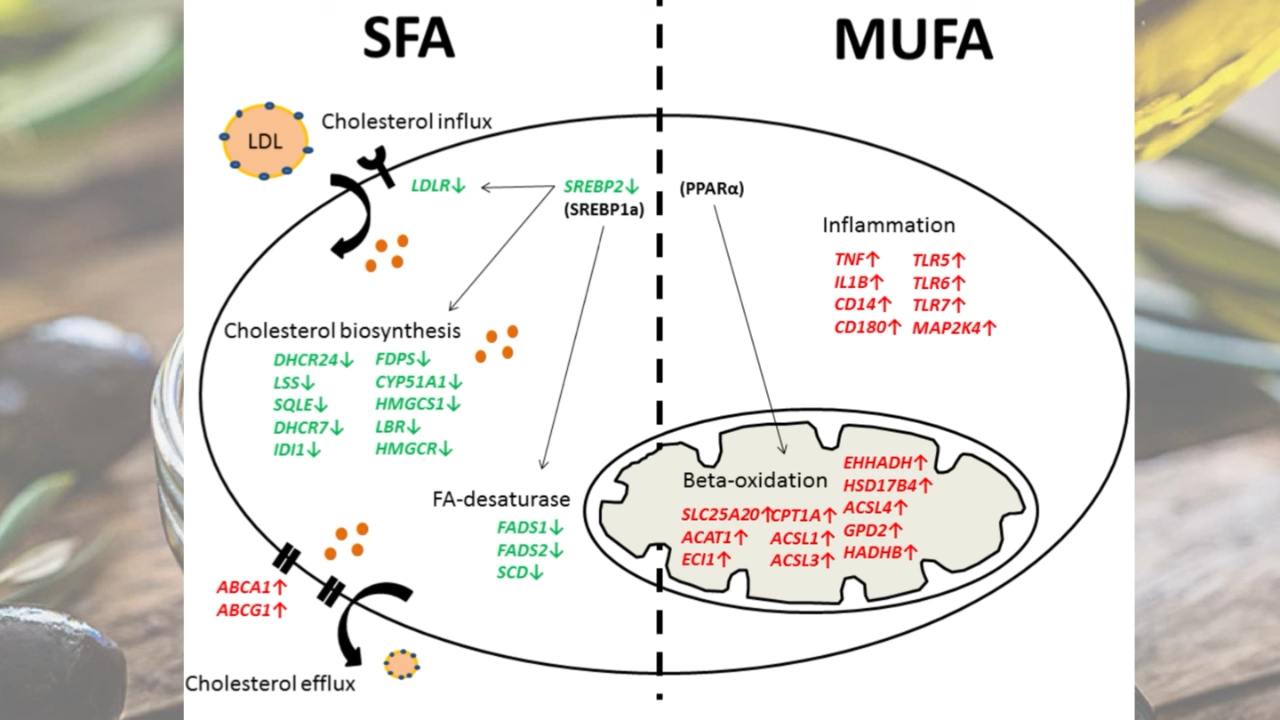 SFA
MUFA
LDL
Cholesterol influx
LDLR↓
SREBP2↓
(SREBP1a)
(PPARα)
Inflammation
TNF↑ TLR5↑
IL1B↑ TLR6↑
CD14↑ TLR7↑
CD180↑ MAP2K4↑
Cholesterol biosynthesis
DHCR24↓ FDPS↓
LSS↓ CYP51A1↓
SQLE↓ HMGCS1↓
DHCR7↓ LBR↓
IDI1↓ HMGCR↓
FA-desaturase
FADS1↓
FADS2↓
SCD↓
Beta-oxidation
SLC25A20↑ CPT1A↑
ACAT1↑ ACSL1↑
ECI1↑ ACSL3↑
EHHADH↑
HSD17B4↑
ACSL4↑
GPD2↑
HADHB↑
ABCA1↑
ABCG1↑
Cholesterol efflux